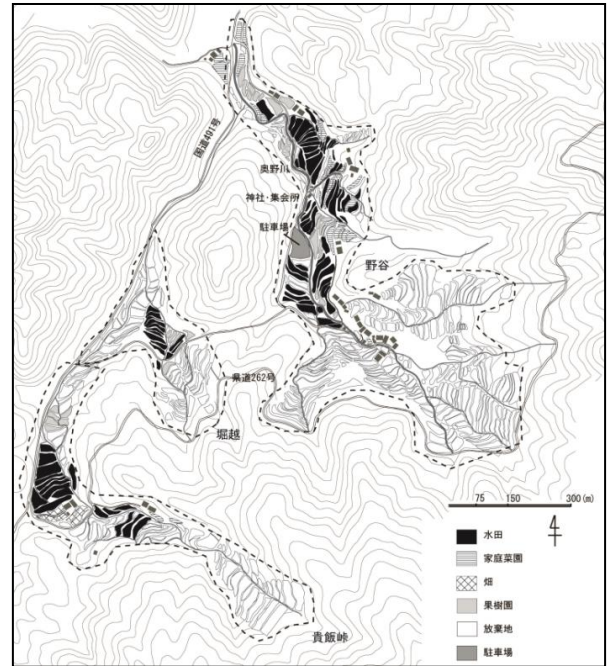 国道491号
奥野川
神社・集会所
駐車場
野谷
県道262号
堀越
貴飯峠
75 150 300(m)
4
水田
家庭菜園
畑
果樹園
放棄地
駐車場